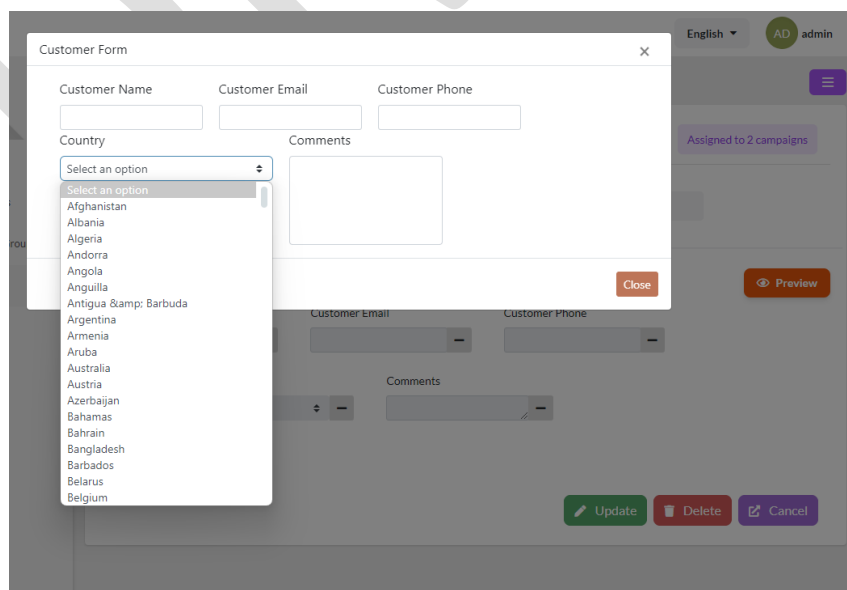 English
AD admin
Customer Form ×
Customer Name Customer Email Customer Phone
Country Comments
Assigned to 2 campaigns
Select an option
Select an option
Afghanistan
Albania
Algeria
Andorra
Angola
Anguilla
Antigua &amp; Barbuda
Argentina
Armenia
Aruba
Australia
Austria
Azerbaijan
Bahamas
Bahrain
Bangladesh
Barbados
Belarus
Belgium
Close
Preview
Customer Email Customer Phone
Comments
Update Delete Cancel